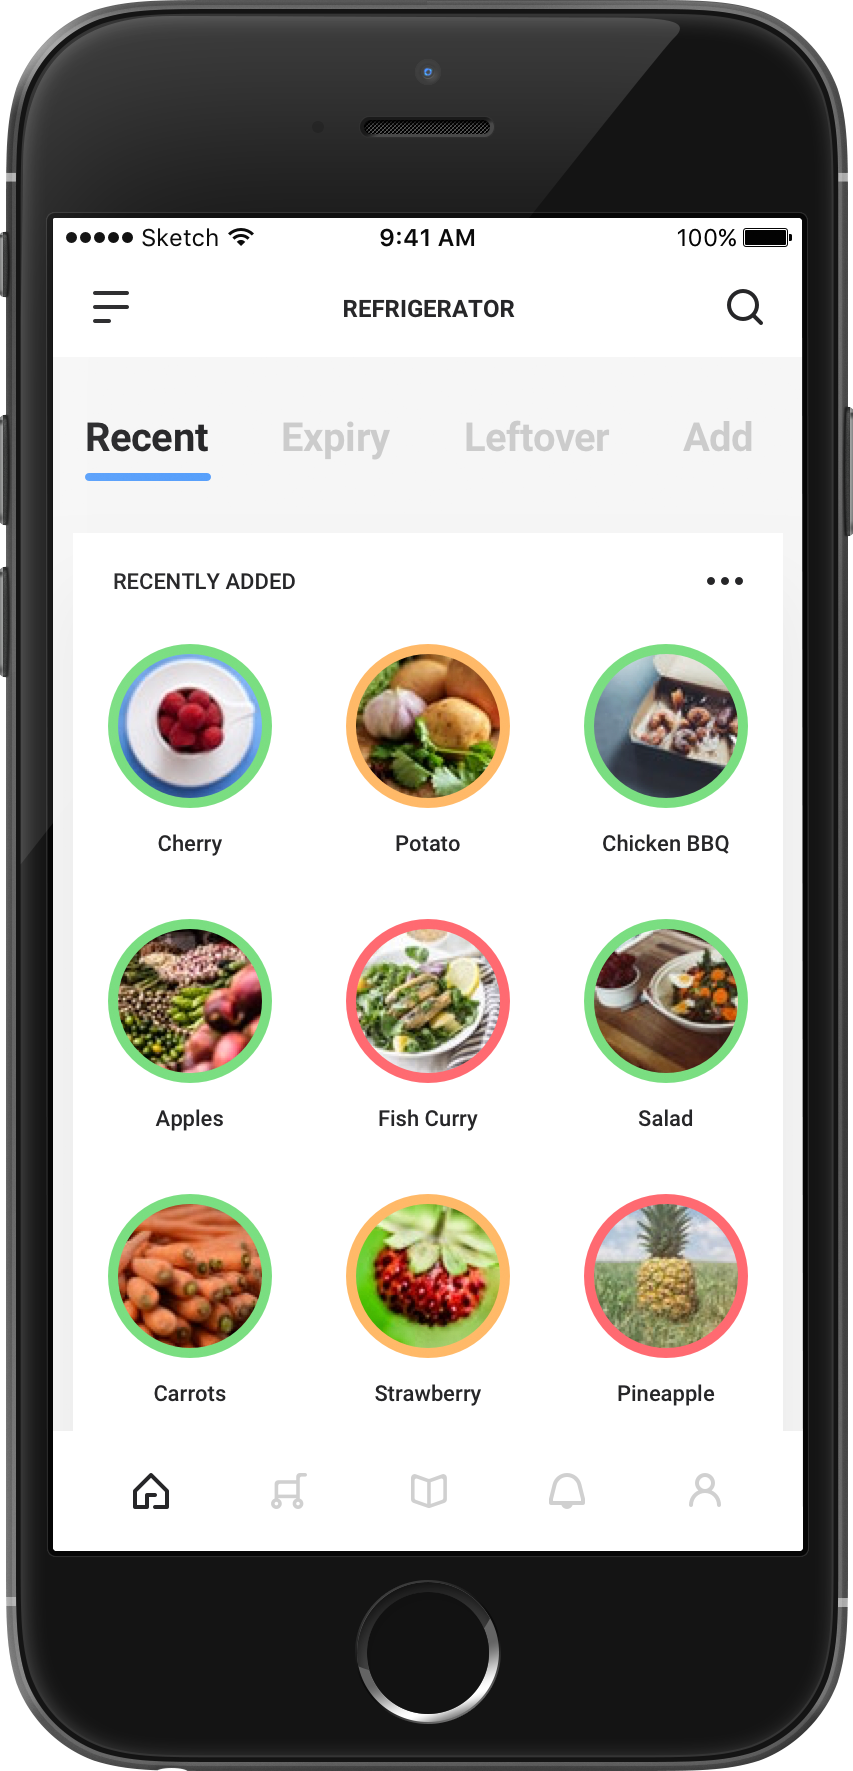 Sketch 9:41 AM 100%
REFRIGERATOR
Recent Expiry Leftover Add
RECENTLY ADDED
Cherry Potato Chicken BBQ
Apples Fish Curry Salad
Carrots Strawberry Pineapple